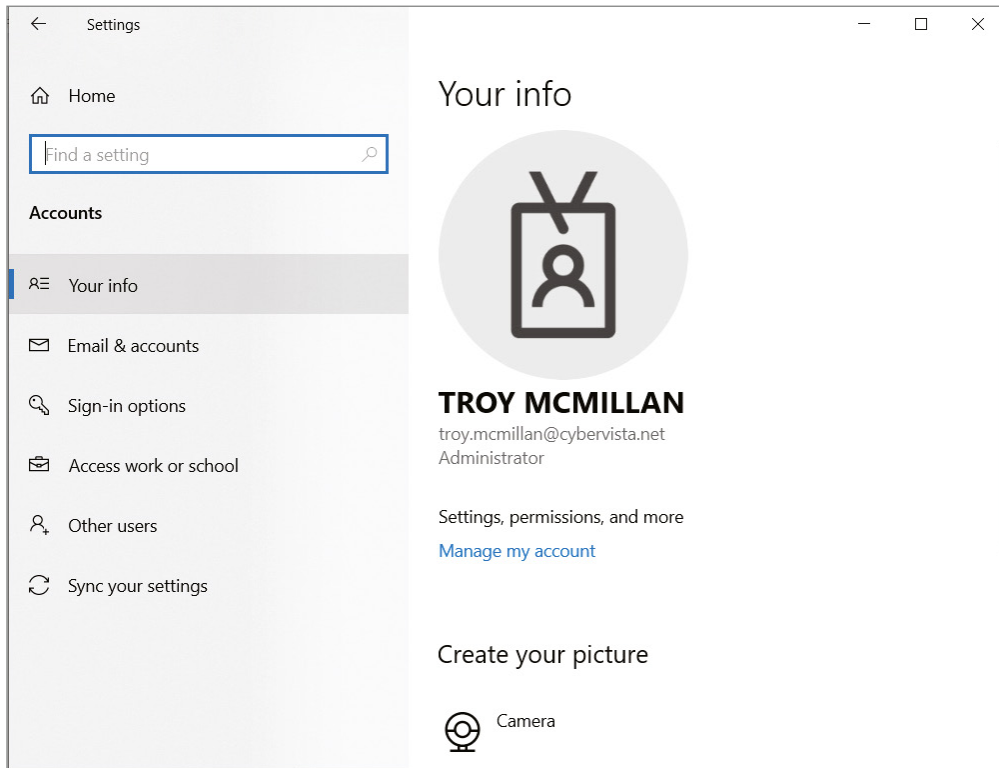 Settings
Home
Find a setting
Accounts
Your info
Email & accounts
Sign-in options
Access work or school
Other users
Sync your settings
Your info
TROY MCMILLAN
troy.mcmillan@cybervista.net
Administrator
Settings, permissions, and more
Manage my account
Create your picture
Camera